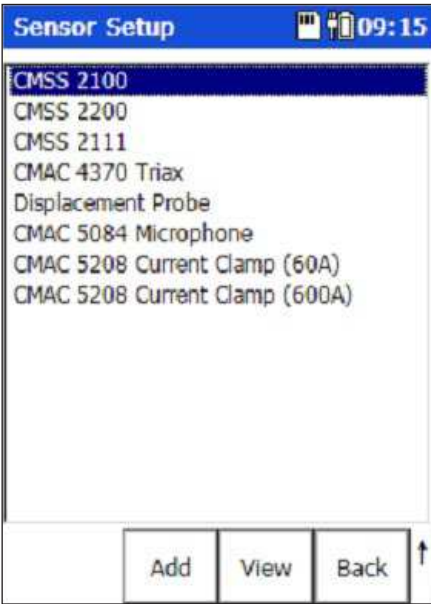 Sensor Setup 09:15
CMSS 2100
CMSS 2200
CMSS 2111
CMAC 4370 Triax
Displacement Probe
CMAC 5084 Microphone
CMAC 5208 Current Clamp (60A)
CMAC 5208 Current Clamp (600A)
Add View Back